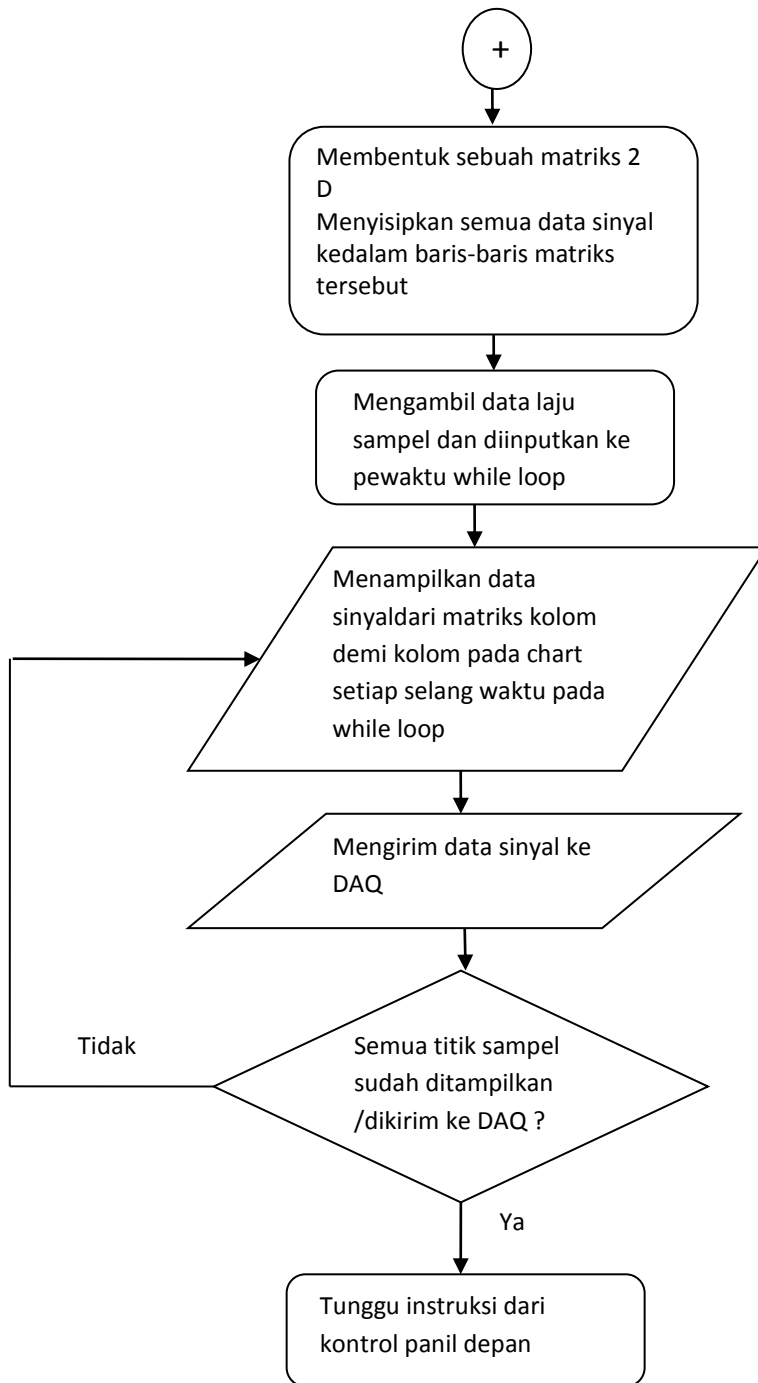 +
Membentuk sebuah matriks 2
D
Menyisipkan semua data sinyal
kedalam baris-baris matriks
tersebut
Mengambil data laju
sampel dan diinputkan ke
pewaktu while loop
Menampilkan data
sinyaldari matriks kolom
demi kolom pada chart
setiap selang waktu pada
while loop
Mengirim data sinyal ke
DAQ
Tidak
Semua titik sampel
sudah ditampilkan
/dikirim ke DAQ ?
Ya
Tunggu instruksi dari
kontrol panil depan